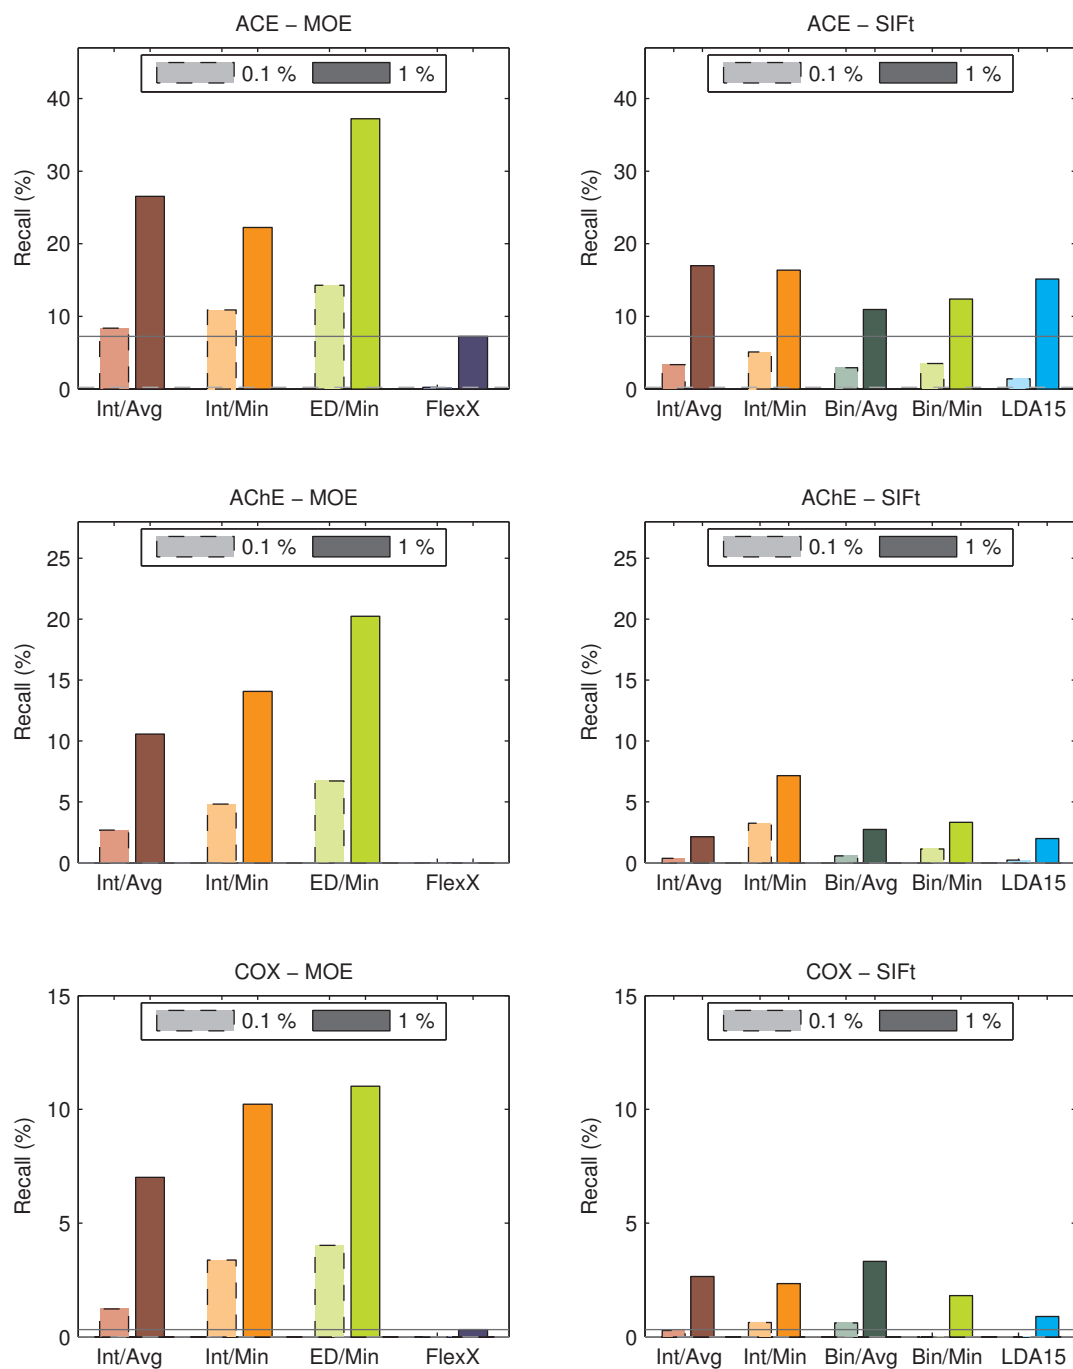 ACE – MOE
0.1 % 1 %
Recall (%)
40
30
20
10
0
Int/Avg Int/Min ED/Min FlexX
ACE – SIFt
0.1 % 1 %
Recall (%)
40
30
20
10
0
Int/Avg Int/Min Bin/Avg Bin/Min LDA15
AChE – MOE
0.1 % 1 %
Recall (%)
25
20
15
10
5
0
Int/Avg Int/Min ED/Min FlexX
AChE – SIFt
0.1 % 1 %
Recall (%)
25
20
15
10
5
0
Int/Avg Int/Min Bin/Avg Bin/Min LDA15
COX – MOE
0.1 % 1 %
Recall (%)
15
10
5
0
Int/Avg Int/Min ED/Min FlexX
COX – SIFt
0.1 % 1 %
Recall (%)
15
10
5
0
Int/Avg Int/Min Bin/Avg Bin/Min LDA15